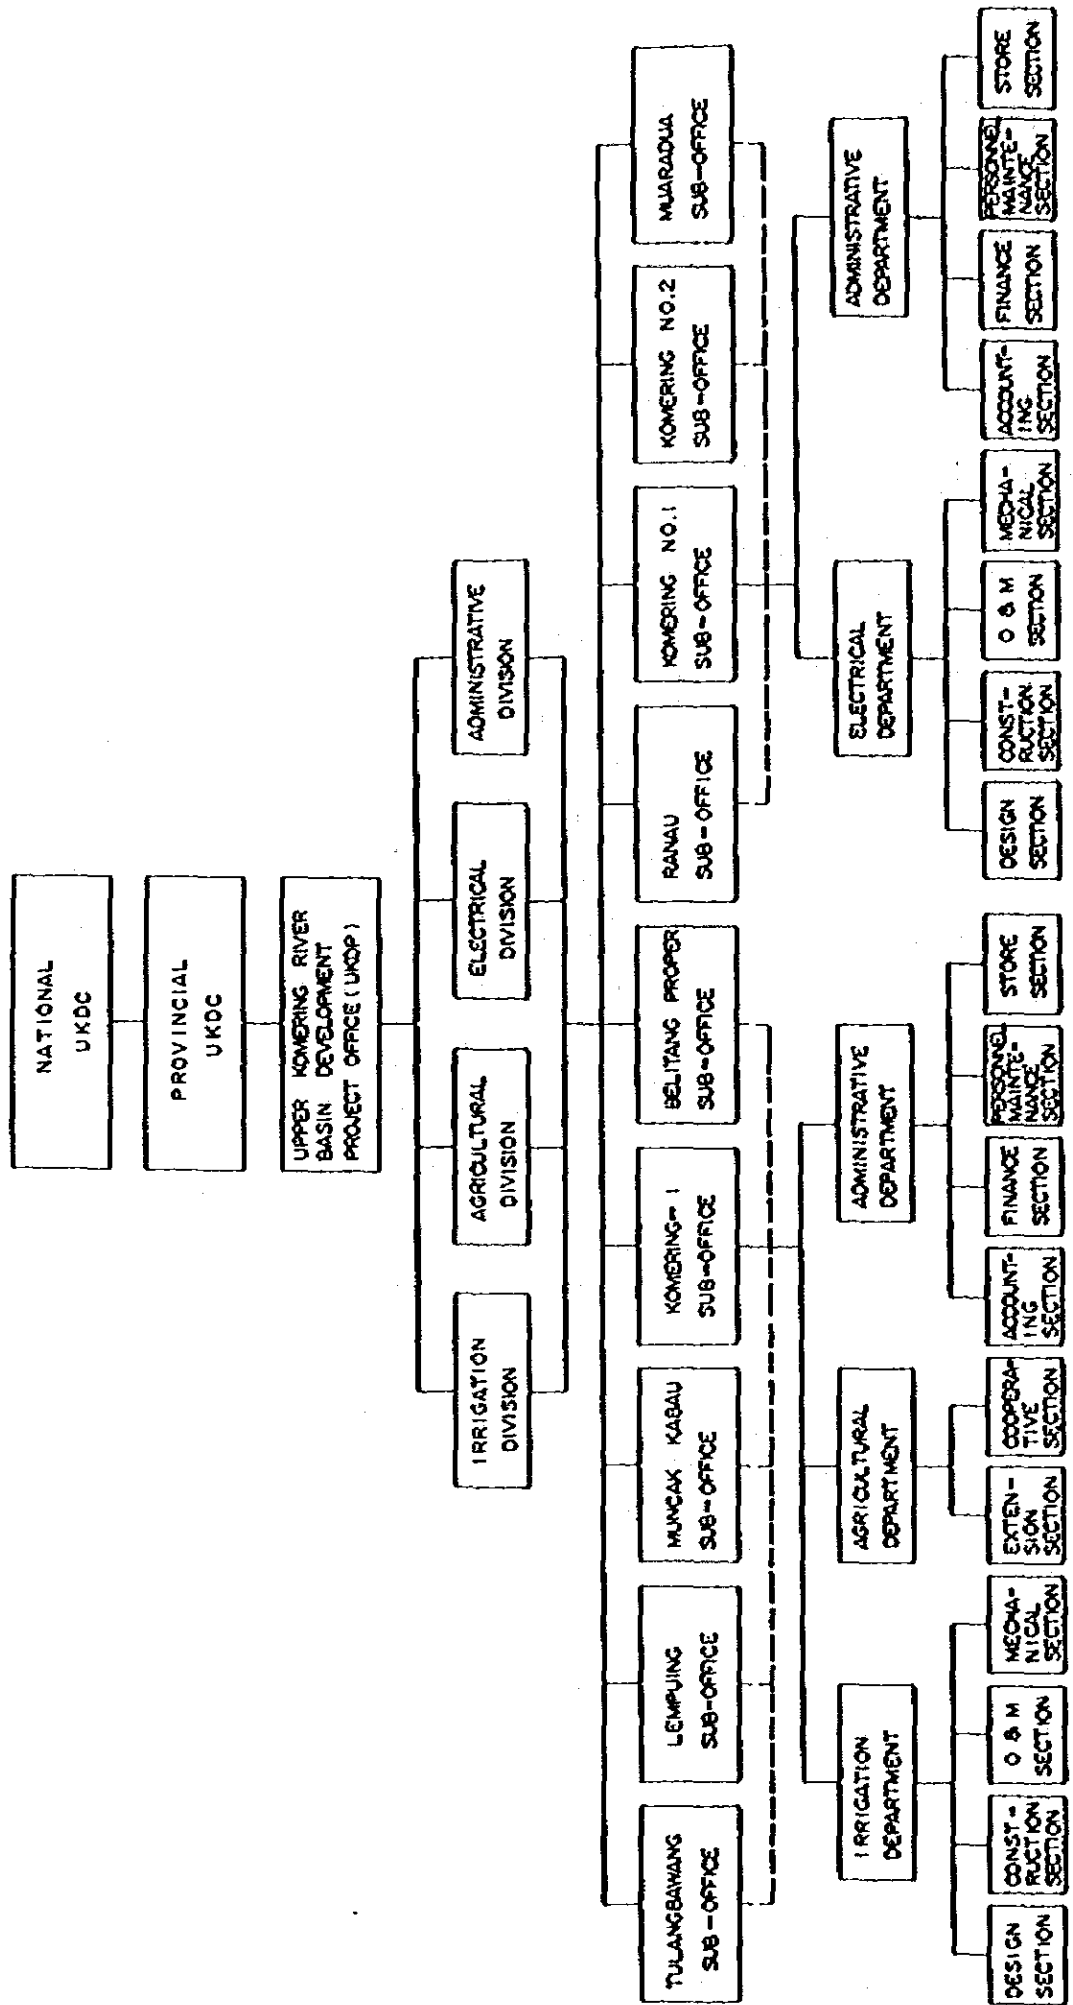 NATIONAL
UKDC
PROVINCIAL
UKDC
UPPER KOMERING RIVER
BASIN DEVELOPMENT
PROJECT OFFICE (UKDP)
IRRIGATION
DIVISION
AGRICULTURAL
DIVISION
ELECTRICAL
DIVISION
ADMINISTRATIVE
DIVISION
TULANGBAWANG
SUB-OFFICE
LEMPUING
SUB-OFFICE
MUNCAK KABAU
SUB-OFFICE
KOMERING-1
SUB-OFFICE
BELITANG PROPER
SUB-OFFICE
RANAU
SUB-OFFICE
KOMERING NO.1
SUB-OFFICE
KOMERING NO.2
SUB-OFFICE
MUARADUA
SUB-OFFICE
IRRIGATION
DEPARTMENT
AGRICULTURAL
DEPARTMENT
ADMINISTRATIVE
DEPARTMENT
ELECTRICAL
DEPARTMENT
ADMINISTRATIVE
DEPARTMENT
DESIGN
SECTION
CONST-
RUCTION
SECTION
O & M
SECTION
MECHA-
NICAL
SECTION
EXTEN-
SION
SECTION
COOPERA-
TIVE
SECTION
ACCOUNT-
ING
SECTION
FINANCE
SECTION
PERSONNEL
MAINTE-
NANCE
SECTION
STORE
SECTION
DESIGN
SECTION
CONST-
RUCTION
SECTION
O & M
SECTION
MECHA-
NICAL
SECTION
ACCOUNT-
ING
SECTION
FINANCE
SECTION
PERSONNEL
MAINTE-
NANCE
SECTION
STORE
SECTION